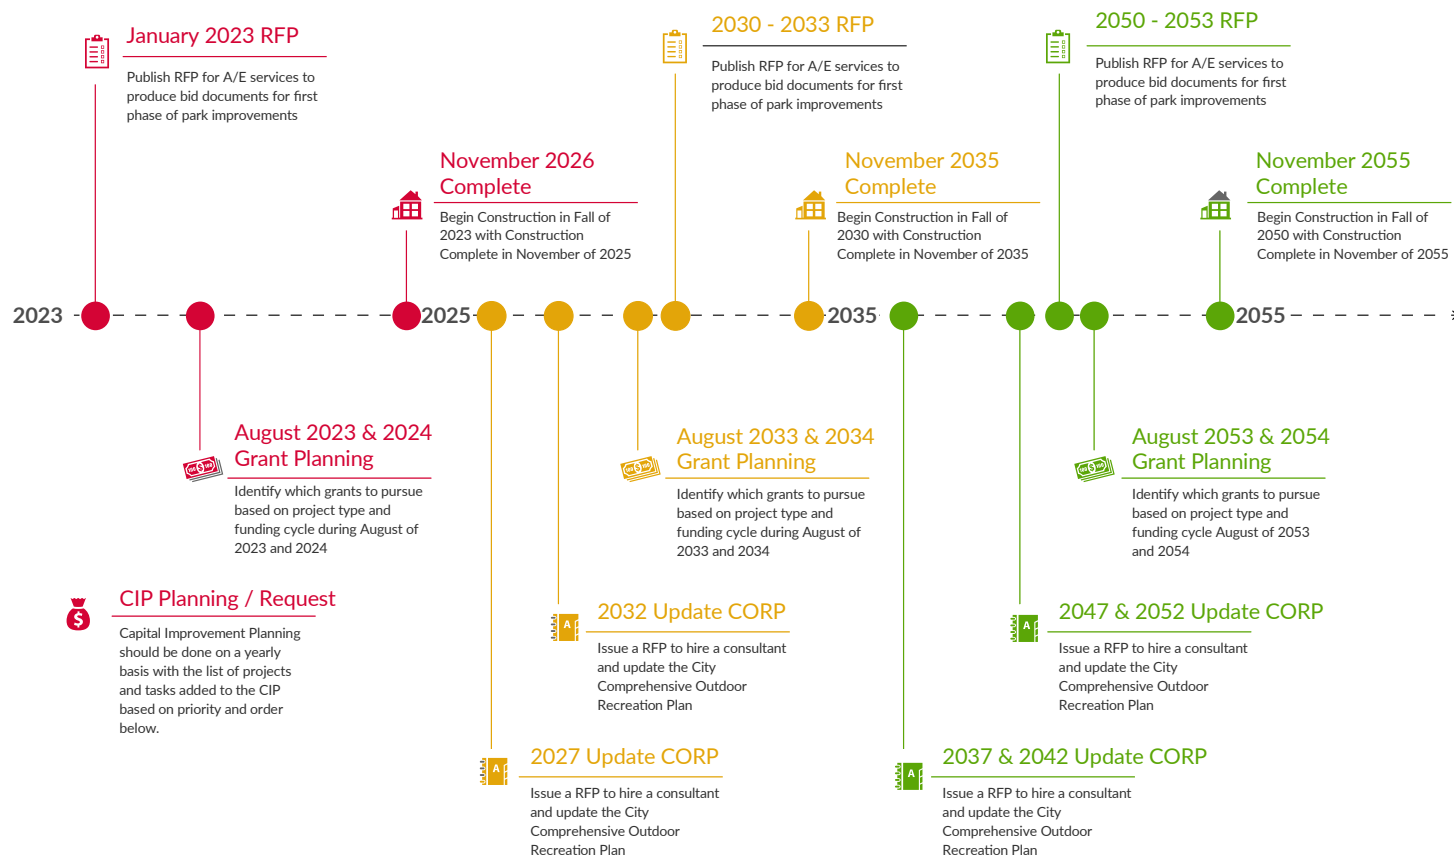 January 2023 RFP
Publish RFP for A/E services to
produce bid documents for first
phase of park improvements
2030 - 2033 RFP
Publish RFP for A/E services to
produce bid documents for first
phase of park improvements
2050 - 2053 RFP
Publish RFP for A/E services to
produce bid documents for first
phase of park improvements
November 2026
Complete
Begin Construction in Fall of
2023 with Construction
Complete in November of 2025
November 2035
Complete
Begin Construction in Fall of
2030 with Construction
Complete in November of 2035
November 2055
Complete
Begin Construction in Fall of
2050 with Construction
Complete in November of 2055
2023
2025
2035
2055
100 $ 100
August 2023 & 2024
Grant Planning
Identify which grants to pursue
based on project type and
funding cycle during August of
2023 and 2024
100 $ 100
August 2033 & 2034
Grant Planning
Identify which grants to pursue
based on project type and
funding cycle during August of
2033 and 2034
100 $ 100
August 2053 & 2054
Grant Planning
Identify which grants to pursue
based on project type and
funding cycle August of 2053
and 2054
$
CIP Planning / Request
Capital Improvement Planning
should be done on a yearly
basis with the list of projects
and tasks added to the CIP
based on priority and order
below.
A
2032 Update CORP
Issue a RFP to hire a consultant
and update the City
Comprehensive Outdoor
Recreation Plan
A
2047 & 2052 Update CORP
Issue a RFP to hire a consultant
and update the City
Comprehensive Outdoor
Recreation Plan
A
2027 Update CORP
Issue a RFP to hire a consultant
and update the City
Comprehensive Outdoor
Recreation Plan
A
2037 & 2042 Update CORP
Issue a RFP to hire a consultant
and update the City
Comprehensive Outdoor
Recreation Plan